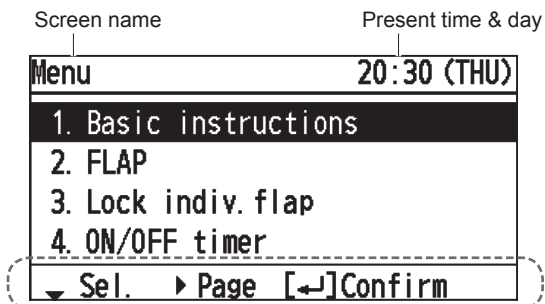 Screen name Present time & day
Menu 20:30 (THU)
1. Basic instructions
2. FLAP
3. Lock indiv.flap
4. ON/OFF timer
Sel. Page [↵]Confirm